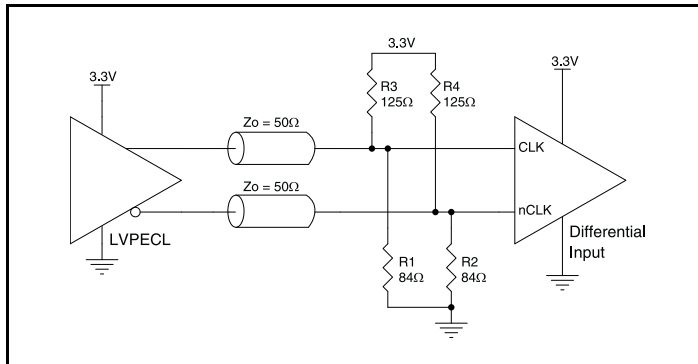 3.3V
3.3V
3.3V
R3
125Ω
R4
125Ω
Zo = 50Ω
CLK
Zo = 50Ω
nCLK
LVPECL
Differential
Input
R1
84Ω
R2
84Ω